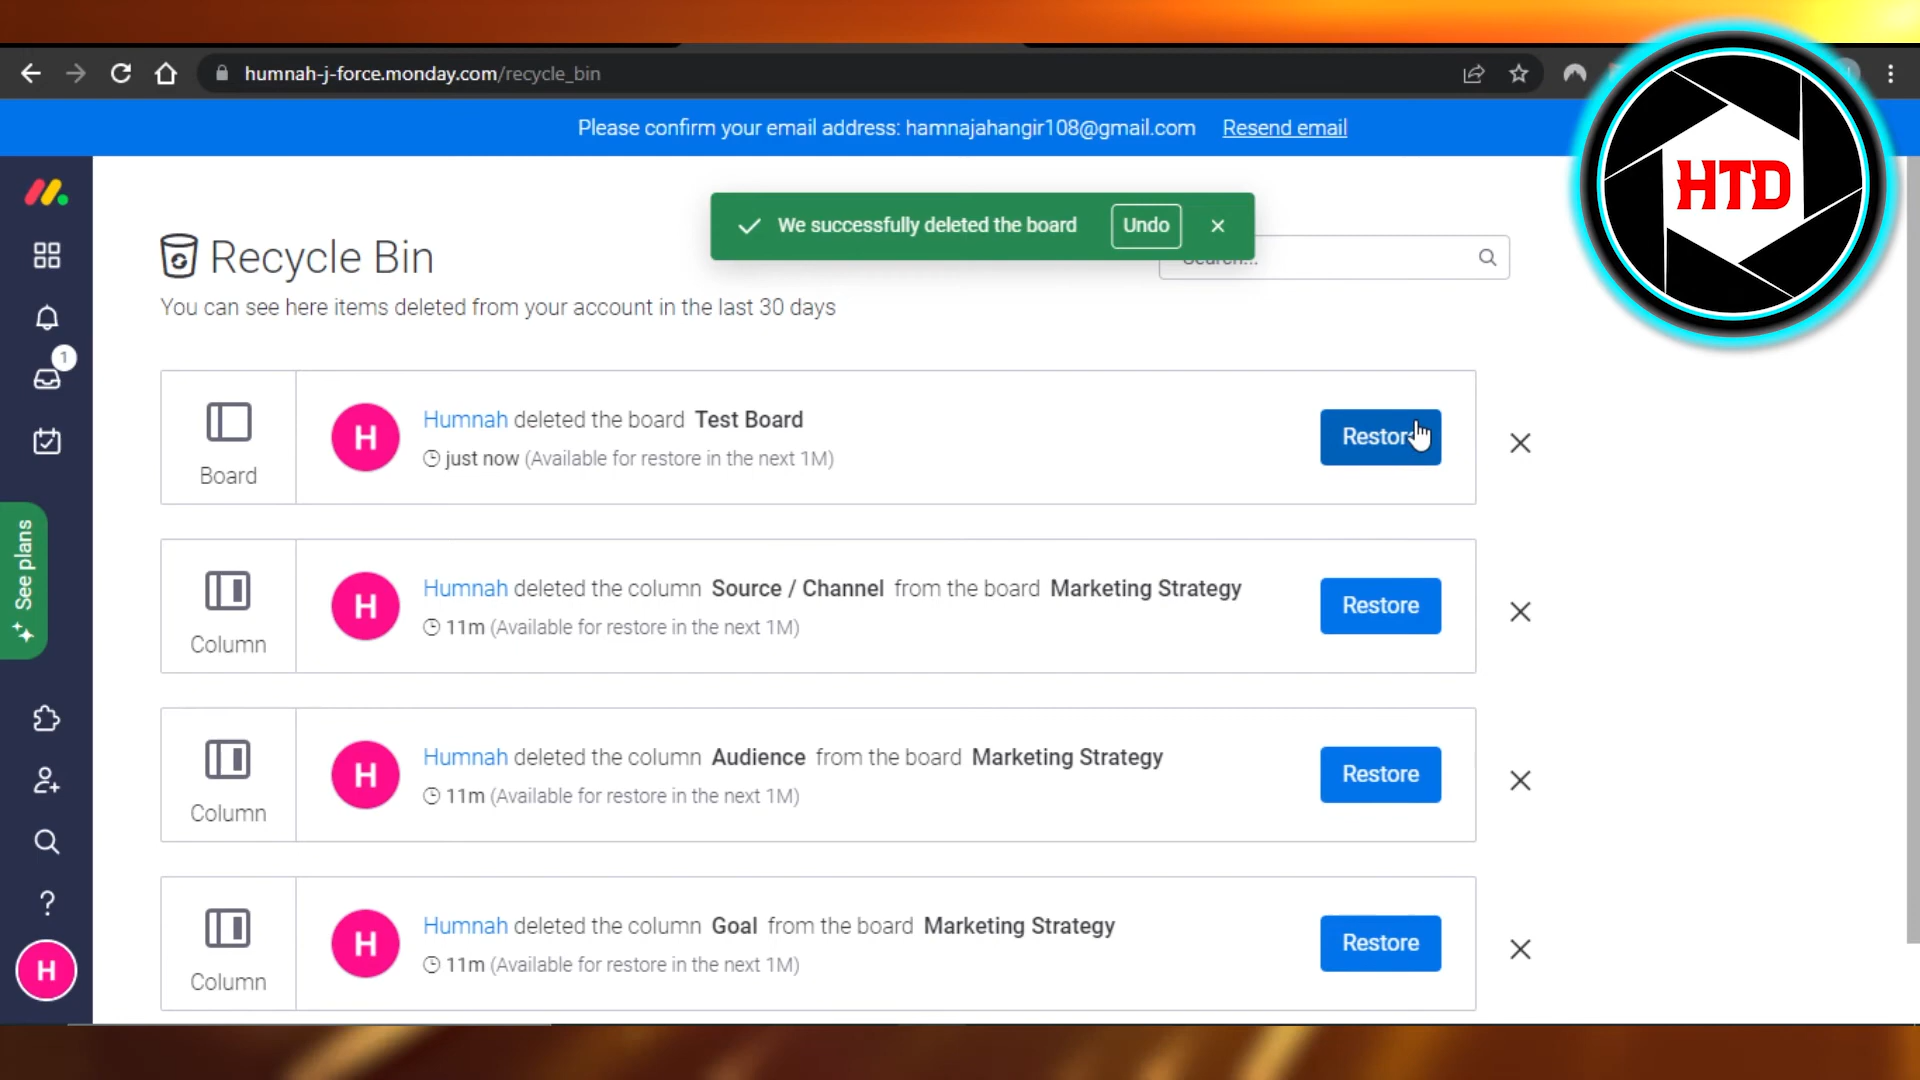 humnah-j-force.monday.com/recycle_bin
Please confirm your email address: hamnajahangir108@gmail.com Resend email
HTD
We successfully deleted the board Undo
Recycle Bin
Search...
You can see here items deleted from your account in the last 30 days
1
Humnah deleted the board Test Board
just now (Available for restore in the next 1M)
Board
H
Restore
See plans
Humnah deleted the column Source / Channel from the board Marketing Strategy
11m (Available for restore in the next 1M)
Column
H
Restore
Humnah deleted the column Audience from the board Marketing Strategy
11m (Available for restore in the next 1M)
Column
H
Restore
Humnah deleted the column Goal from the board Marketing Strategy
11m (Available for restore in the next 1M)
Column
H
Restore
H